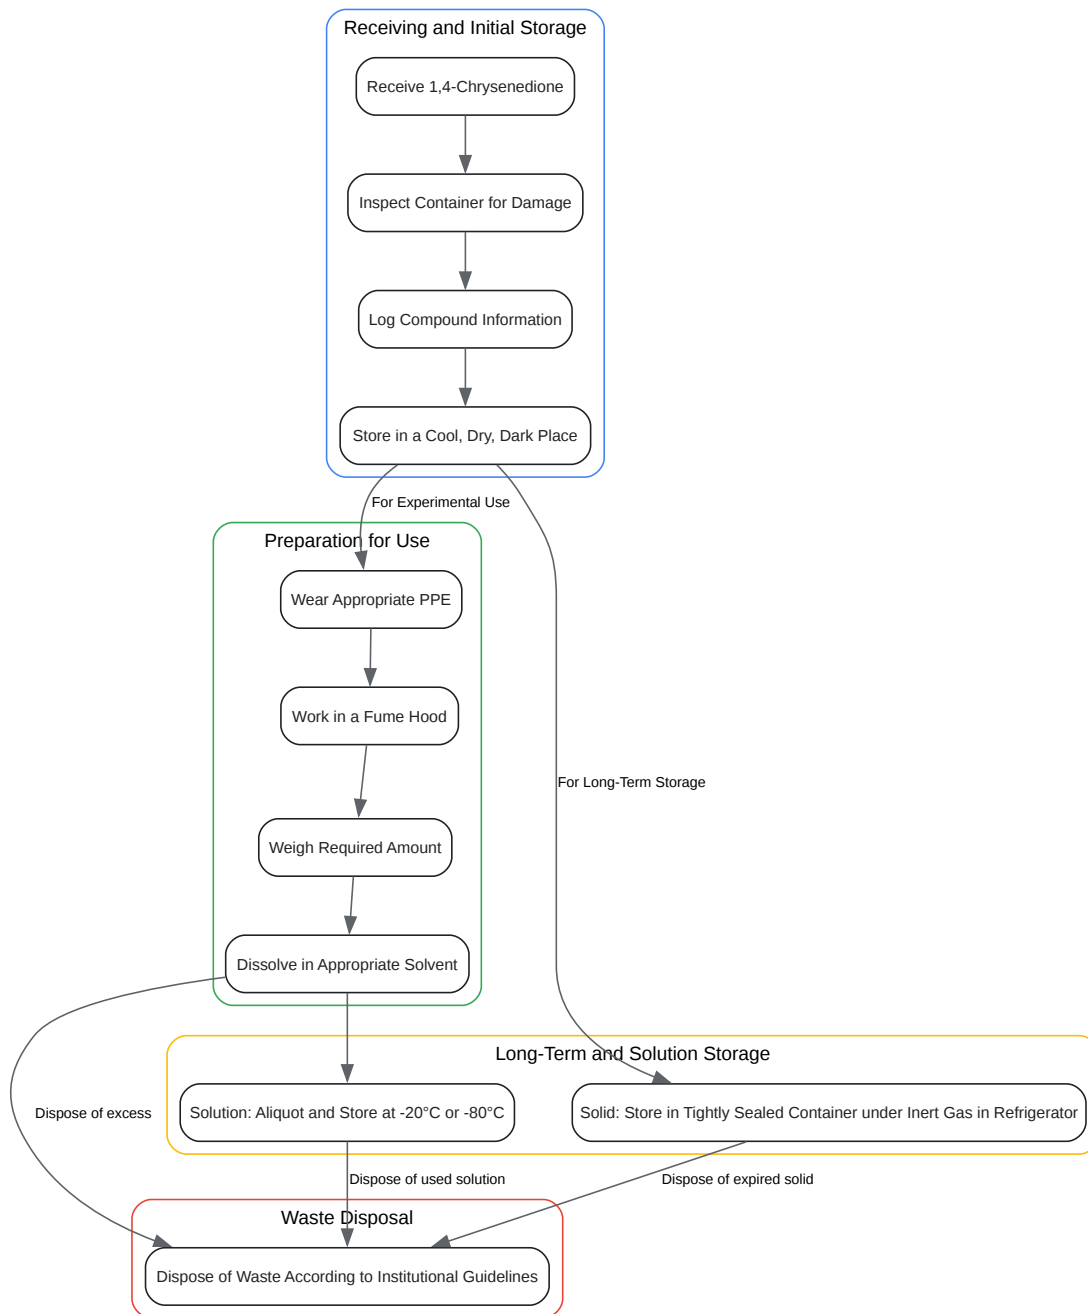 Receiving and Initial Storage
Receive 1,4-Chrysenedione
Inspect Container for Damage
Log Compound Information
Store in a Cool, Dry, Dark Place
For Experimental Use
Preparation for Use
Wear Appropriate PPE
Work in a Fume Hood
For Long-Term Storage
Weigh Required Amount
Dissolve in Appropriate Solvent
Long-Term and Solution Storage
Solution: Aliquot and Store at -20°C or -80°C
Solid: Store in Tightly Sealed Container under Inert Gas in Refrigerator
Dispose of excess
Dispose of used solution
Dispose of expired solid
Waste Disposal
Dispose of Waste According to Institutional Guidelines